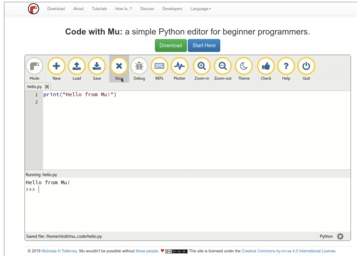 Download About Tutorials How to..? Discuss Developers Language
Code with Mu: a simple Python editor for beginner programmers.
Download Start Here
Mode New Load Save Stop Debug REPL Plotter Zoom-in Zoom-out Theme Check Help Quit
hello.py
1 print("Hello from Mu!")
2
Running: hello.py
Hello from Mu!
>>>
Saved file: /home/ntoll/mu_code/hello.py Python
© 2019 Nicholas H.Tollervey. Mu wouldn't be possible without these people. This site is licensed under the Creative Commons by-nc-sa 4.0 International License.